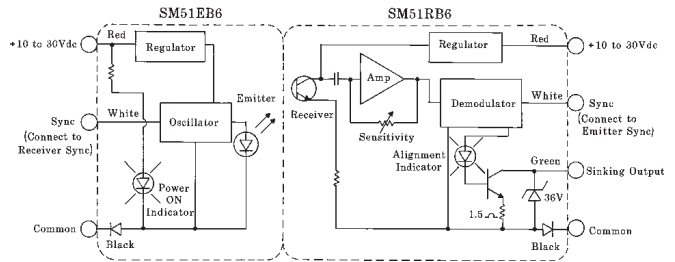 SM51EB6
SM51RB6
+10 to 30Vdc
Red
Regulator
Regulator
Red
+10 to 30Vdc
Amp
Emitter
White
Sync
(Connect to
Receiver Sync)
Oscillator
Receiver
Sensitivity
Demodulator
White
Sync
(Connect to
Emitter Sync)
Alignment
Indicator
Green
Sinking Output
Power
ON
Indicator
36V
1.5Ω
Common
Black
Black
Common